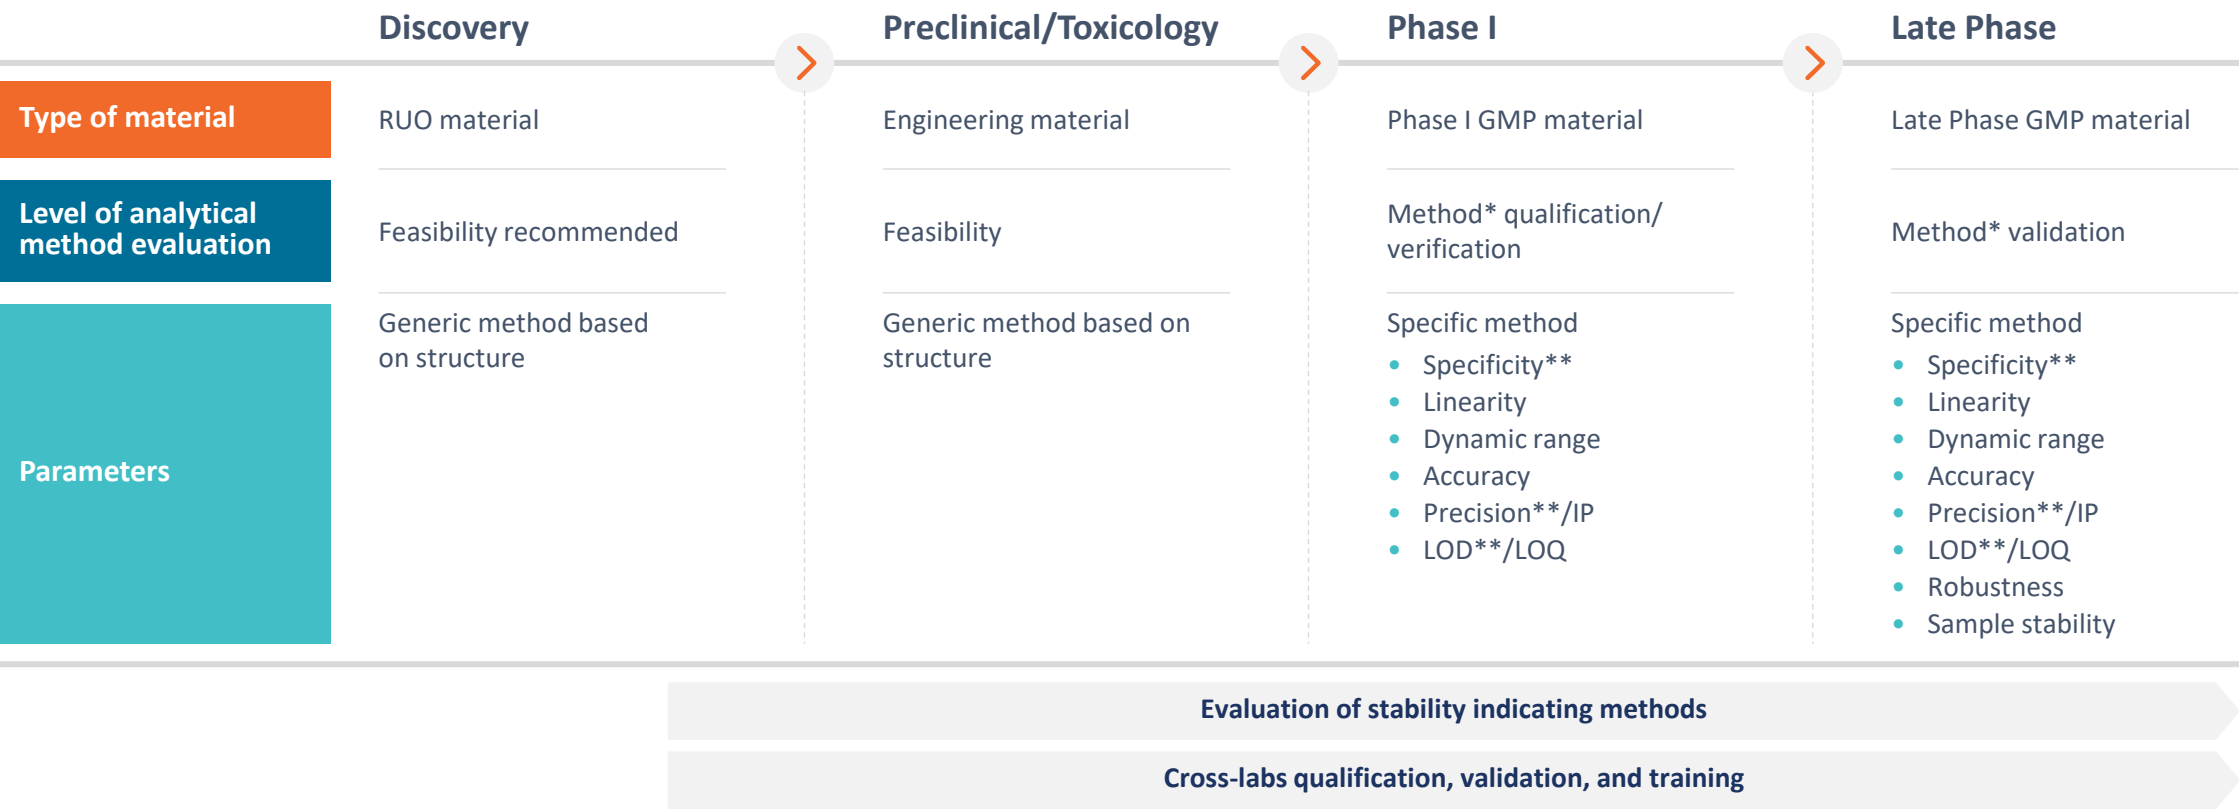 Discovery
Preclinical/Toxicology
Phase I
Late Phase
Type of material
RUO material
Engineering material
Phase I GMP material
Late Phase GMP material
Level of analytical
method evaluation
Feasibility recommended
Feasibility
Method* qualification/
verification
Method* validation
Parameters
Generic method based
on structure
Generic method based on
structure
Specific method
• Specificity**
• Linearity
• Dynamic range
• Accuracy
• Precision**/IP
• LOD**/LOQ
Specific method
• Specificity**
• Linearity
• Dynamic range
• Accuracy
• Precision**/IP
• LOD**/LOQ
• Robustness
• Sample stability
Evaluation of stability indicating methods
Cross-labs qualification, validation, and training